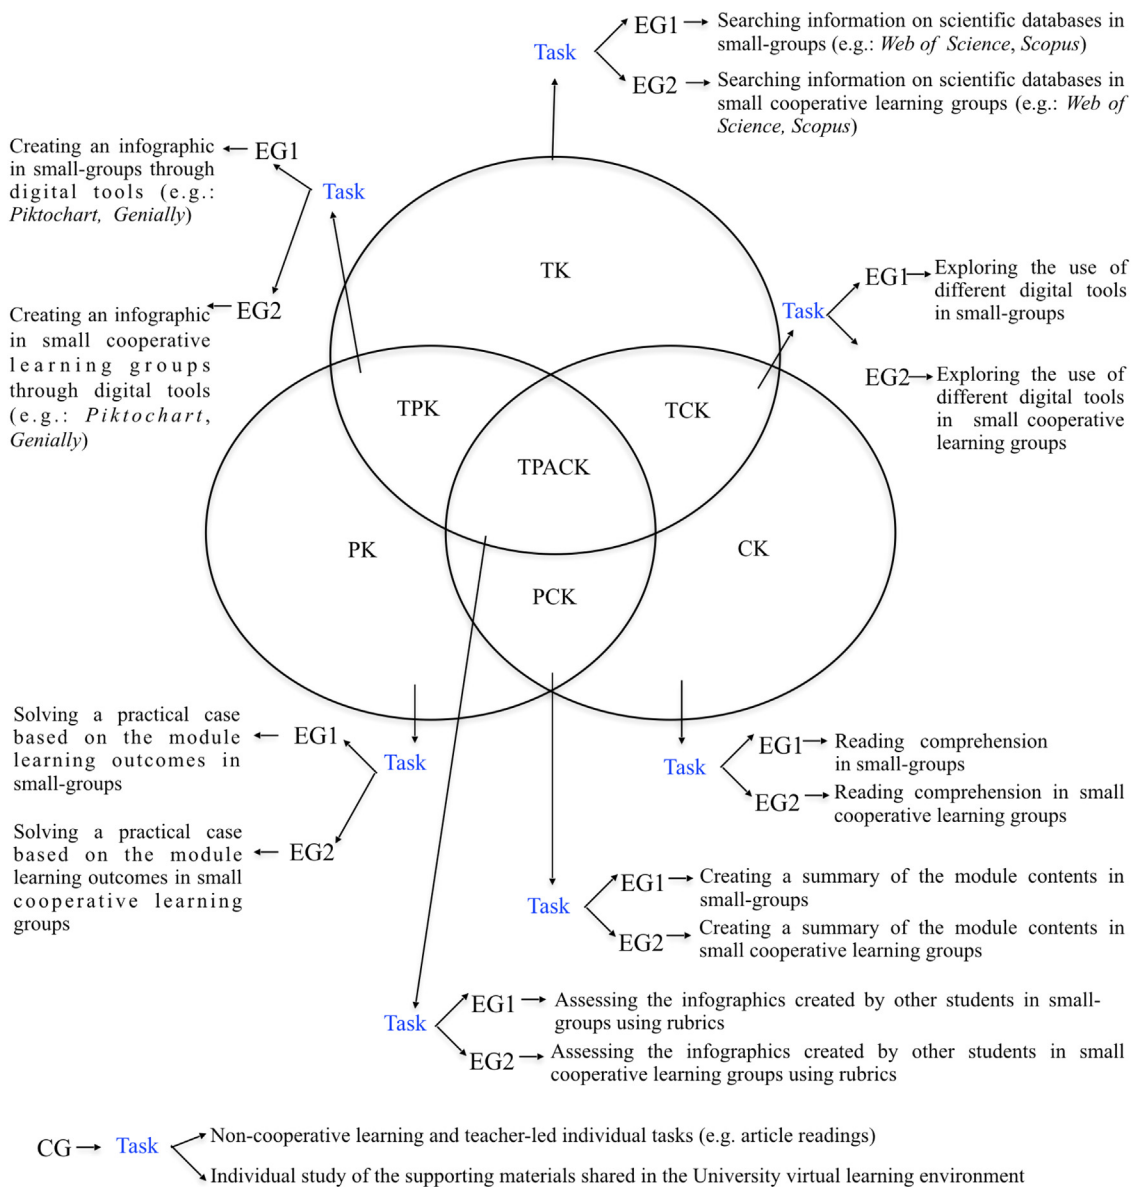 Task
EG1
Searching information on scientific databases in
small-groups (e.g.: Web of Science, Scopus)
EG2
Searching information on scientific databases in
small cooperative learning groups (e.g.: Web of
Science, Scopus)
Creating an infographic
in small-groups through
digital tools (e.g.:
Piktochart, Genially)
EG1
Task
EG2
Creating an infographic
in small cooperative
learning groups
through digital tools
(e.g.: Piktochart,
Genially)
TK
Task
EG1
Exploring the use of
different digital tools
in small-groups
EG2
Exploring the use of
different digital tools
in small cooperative
learning groups
TPK
TCK
TPACK
PK
CK
PCK
Solving a practical case
based on the module
learning outcomes in
small-groups
EG1
Task
EG2
Solving a practical case
based on the module
learning outcomes in small
cooperative learning
groups
Task
EG1
Reading comprehension
in small-groups
EG2
Reading comprehension in small
cooperative learning groups
Task
EG1
Creating a summary of the module contents in
small-groups
EG2
Creating a summary of the module contents in
small cooperative learning groups
Task
EG1
Assessing the infographics created by other students in small-
groups using rubrics
EG2
Assessing the infographics created by other students in small
cooperative learning groups using rubrics
CG
Task
Non-cooperative learning and teacher-led individual tasks (e.g. article readings)
Individual study of the supporting materials shared in the University virtual learning environment